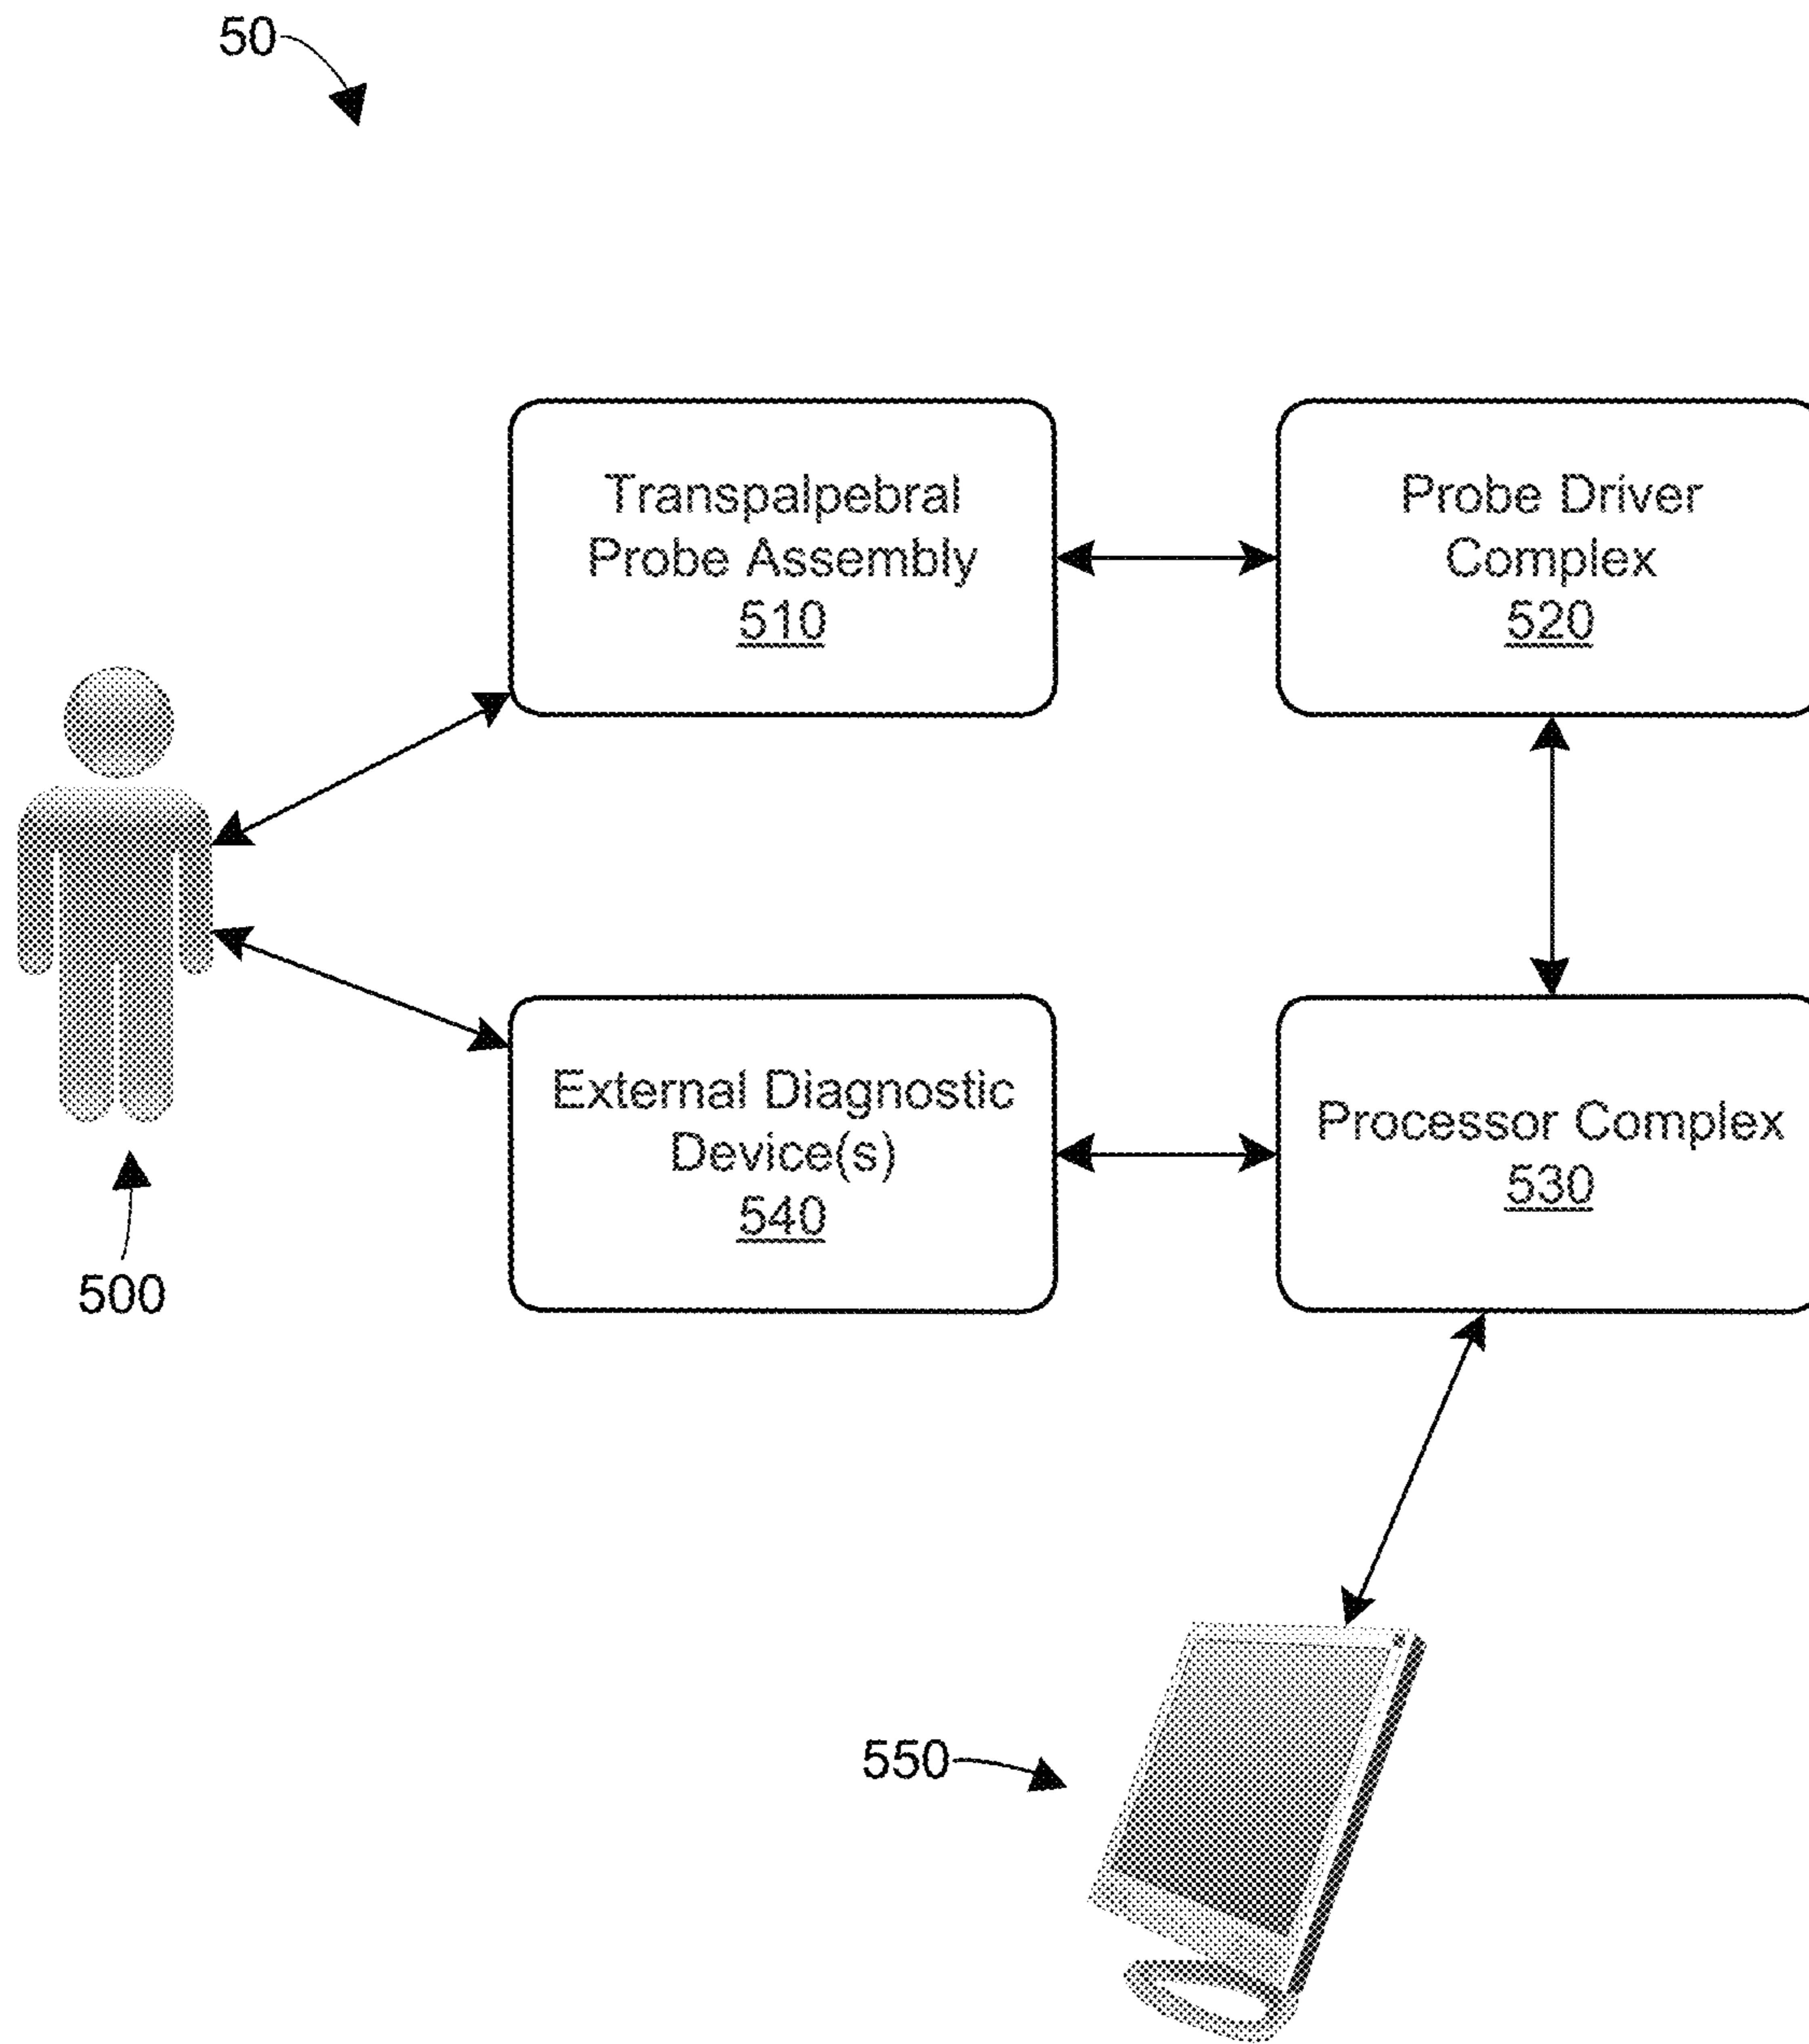 50
Transpalpebral
Probe Assembly
510
Probe Driver
Complex
520
External Diagnostic
Device(s)
540
Processor Complex
530
500
550